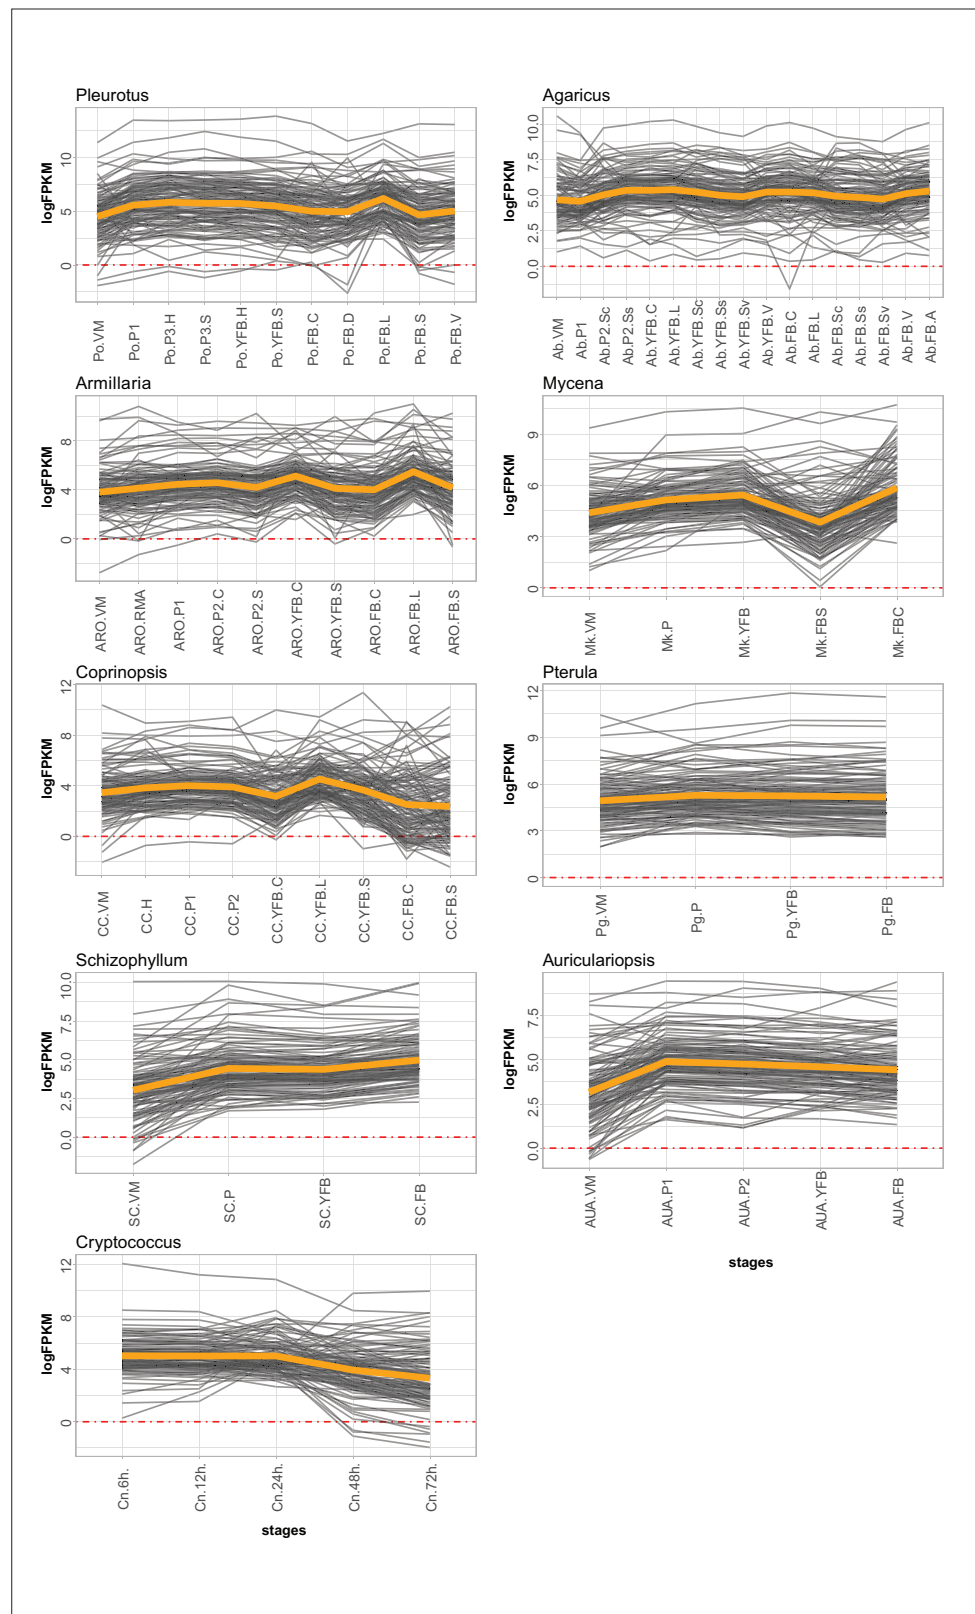 Pleurotus
logFPKM
10
5
0
Po.VM
Po.P1
Po.P3.H
Po.P3.S
Po.YFB.H
Po.YFB.S
Po.FB.C
Po.FB.D
Po.FB.L
Po.FB.S
Po.FB.V
Agaricus
logFPKM
10.0
7.5
5.0
2.5
0.0
Ab.VM
Ab.P1
Ab.P2.Sc
Ab.P2.Ss
Ab.YFB.C
Ab.YFB.L
Ab.YFB.Sc
Ab.YFB.Ss
Ab.YFB.Sv
Ab.YFB.V
Ab.FB.C
Ab.FB.L
Ab.FB.Sc
Ab.FB.Ss
Ab.FB.Sv
Ab.FB.V
Ab.FB.A
Armillaria
logFPKM
8
4
0
ARO.VM
ARO.RMA
ARO.P1
ARO.P2.C
ARO.P2.S
ARO.YFB.C
ARO.YFB.S
ARO.FB.C
ARO.FB.L
ARO.FB.S
Mycena
logFPKM
9
6
3
0
Mk.VM
Mk.P
Mk.YFB
Mk.FBS
Mk.FBC
Coprinopsis
logFPKM
12
8
4
0
CC.VM
CC.H
CC.P1
CC.P2
CC.YFB.C
CC.YFB.L
CC.YFB.S
CC.FB.C
CC.FB.S
Pterula
logFPKM
12
9
6
3
0
Pg.VM
Pg.P
Pg.YFB
Pg.FB
Schizophyllum
logFPKM
10.0
7.5
5.0
2.5
0.0
SC.VM
SC.P
SC.YFB
SC.FB
Auriculariopsis
logFPKM
7.5
5.0
2.5
0.0
AUA.VM
AUA.P1
AUA.P2
AUA.YFB
AUA.FB
stages
Cryptococcus
logFPKM
12
8
4
0
Cn.6h.
Cn.12h.
Cn.24h.
Cn.48h.
Cn.72h.
stages